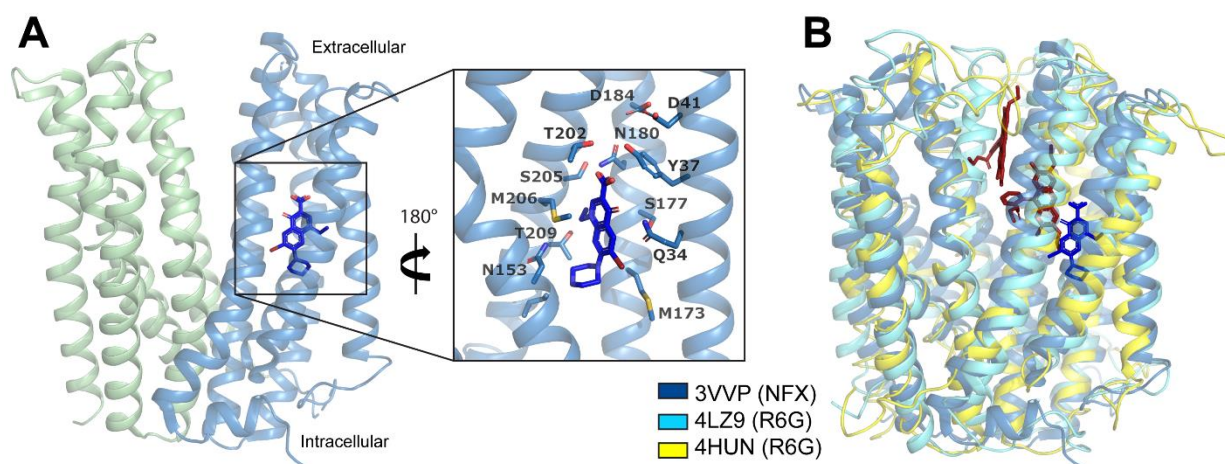 A
Extracellular
180°
D184
D41
T202
N180
S205
Y37
M206
S177
T209
Q34
N153
M173
Intracellular
3VVP (NFX)
4LZ9 (R6G)
4HUN (R6G)
B